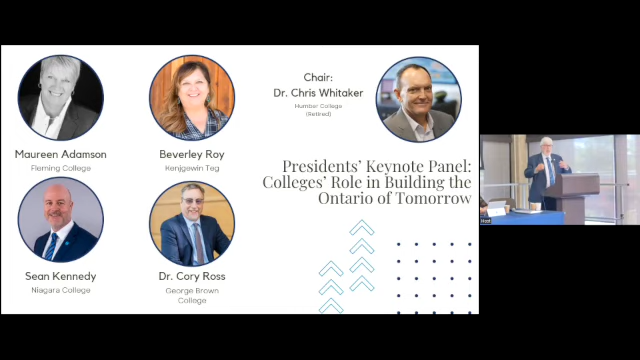 Maureen Adamson
Fleming College
Beverley Roy
Kenjgewin Teg
Chair:
Dr. Chris Whitaker
Humber College
(Retired)
Presidents' Keynote Panel:
Colleges' Role in Building the
Ontario of Tomorrow
Sean Kennedy
Niagara College
Dr. Cory Ross
George Brown
College
Host